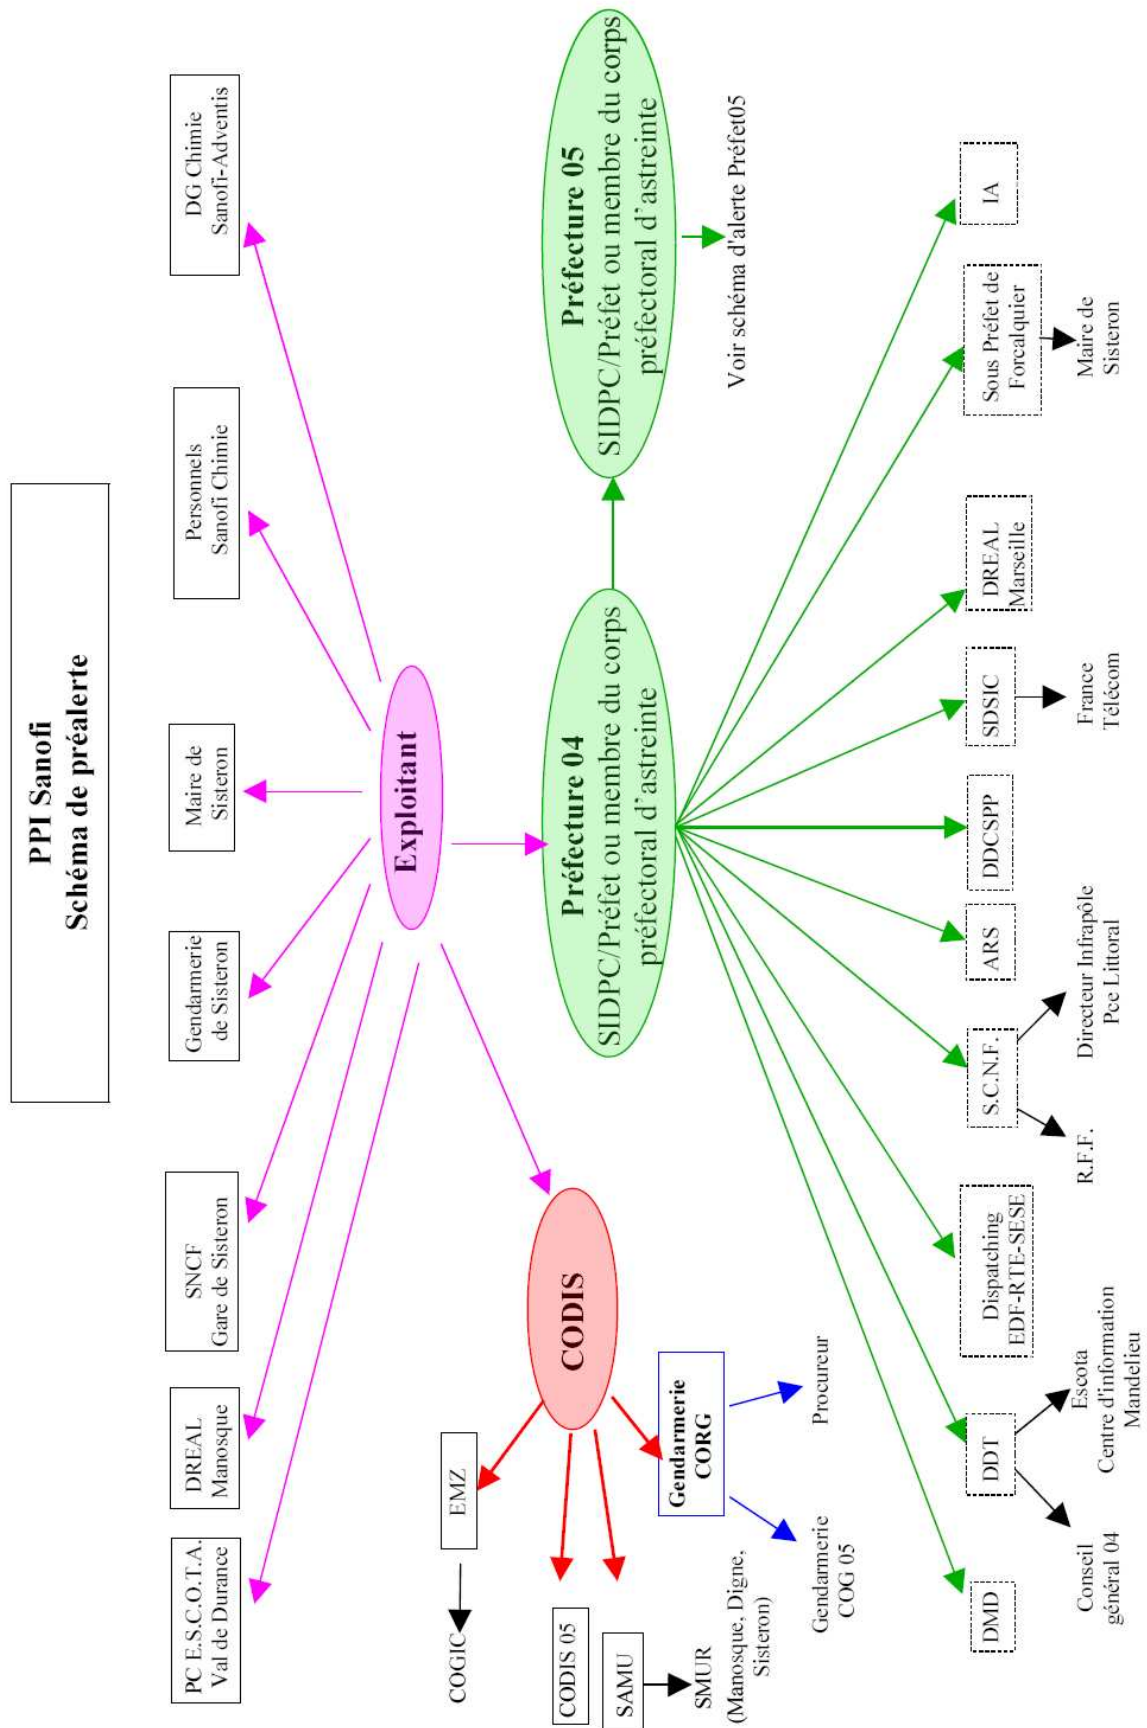 PPI Sanofi
Schéma de préalerte
PC E.S.C.O.T.A.
Val de Durance
DREAL
Manosque
SNCF
Gare de Sisteron
Gendarmerie
de Sisteron
Maire de
Sisteron
Personnels
Sanofi Chimie
DG Chimie
Sanofi-Adventis
Exploitant
COGIC
EMZ
CODIS
CODIS 05
SAMU
SMUR
(Manosque, Digne,
Sisteron)
Gendarmerie
CORG
Gendarmerie
COG 05
Procureur
Préfecture 04
SIDPC/Préfet ou membre du corps
préfectoral d'astreinte
Préfecture 05
SIDPC/Préfet ou membre du corps
préfectoral d'astreinte
Voir schéma d'alerte Préfet05
DMD
DDT
Conseil
général 04
Escota
Centre d'information
Mandelieu
Dispatching
EDF-RTE-SESE
S.C.N.F.
R.F.F.
Directeur Infrapôle
Pce Littoral
ARS
DDCSPP
SDSIC
France
Télécom
DREAL
Marseille
Sous Préfet de
Forcalquier
Maire de
Sisteron
IA